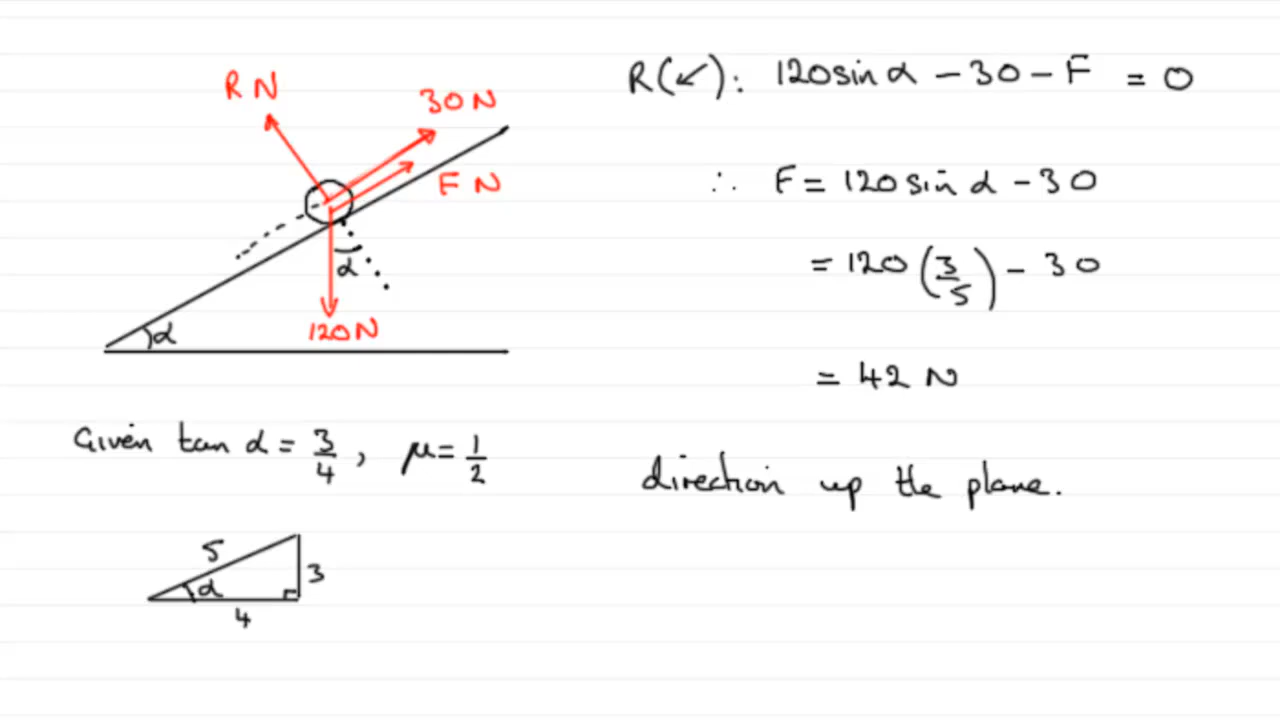 R N
30 N
F N
α
120 N
α
Given tan α = 3/4, μ = 1/2
5
α
3
4
R(↙): 120 sin α - 30 - F = 0
∴ F = 120 sin α - 30
= 120 (3/5) - 30
= 42 N
direction up the plane.